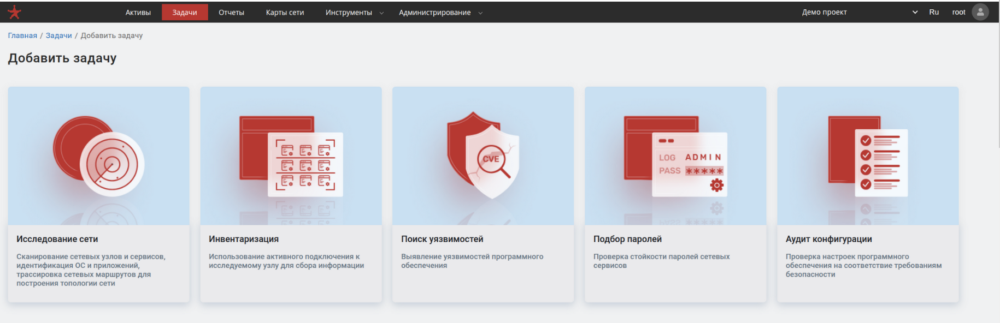 Активы Задачи Отчеты Карты сети Инструменты Администрирование Демо проект Ru root
Главная / Задачи / Добавить задачу
Добавить задачу
CVE
LOG ADMIN
PASS *****
Исследование сети
Сканирование сетевых узлов и сервисов,
идентификация ОС и приложений,
трассировка сетевых маршрутов для
построения топологии сети
Инвентаризация
Использование активного подключения к
исследуемому узлу для сбора информации
Поиск уязвимостей
Выявление уязвимостей программного
обеспечения
Подбор паролей
Проверка стойкости паролей сетевых
сервисов
Аудит конфигурации
Проверка настроек программного
обеспечения на соответствие требованиям
безопасности